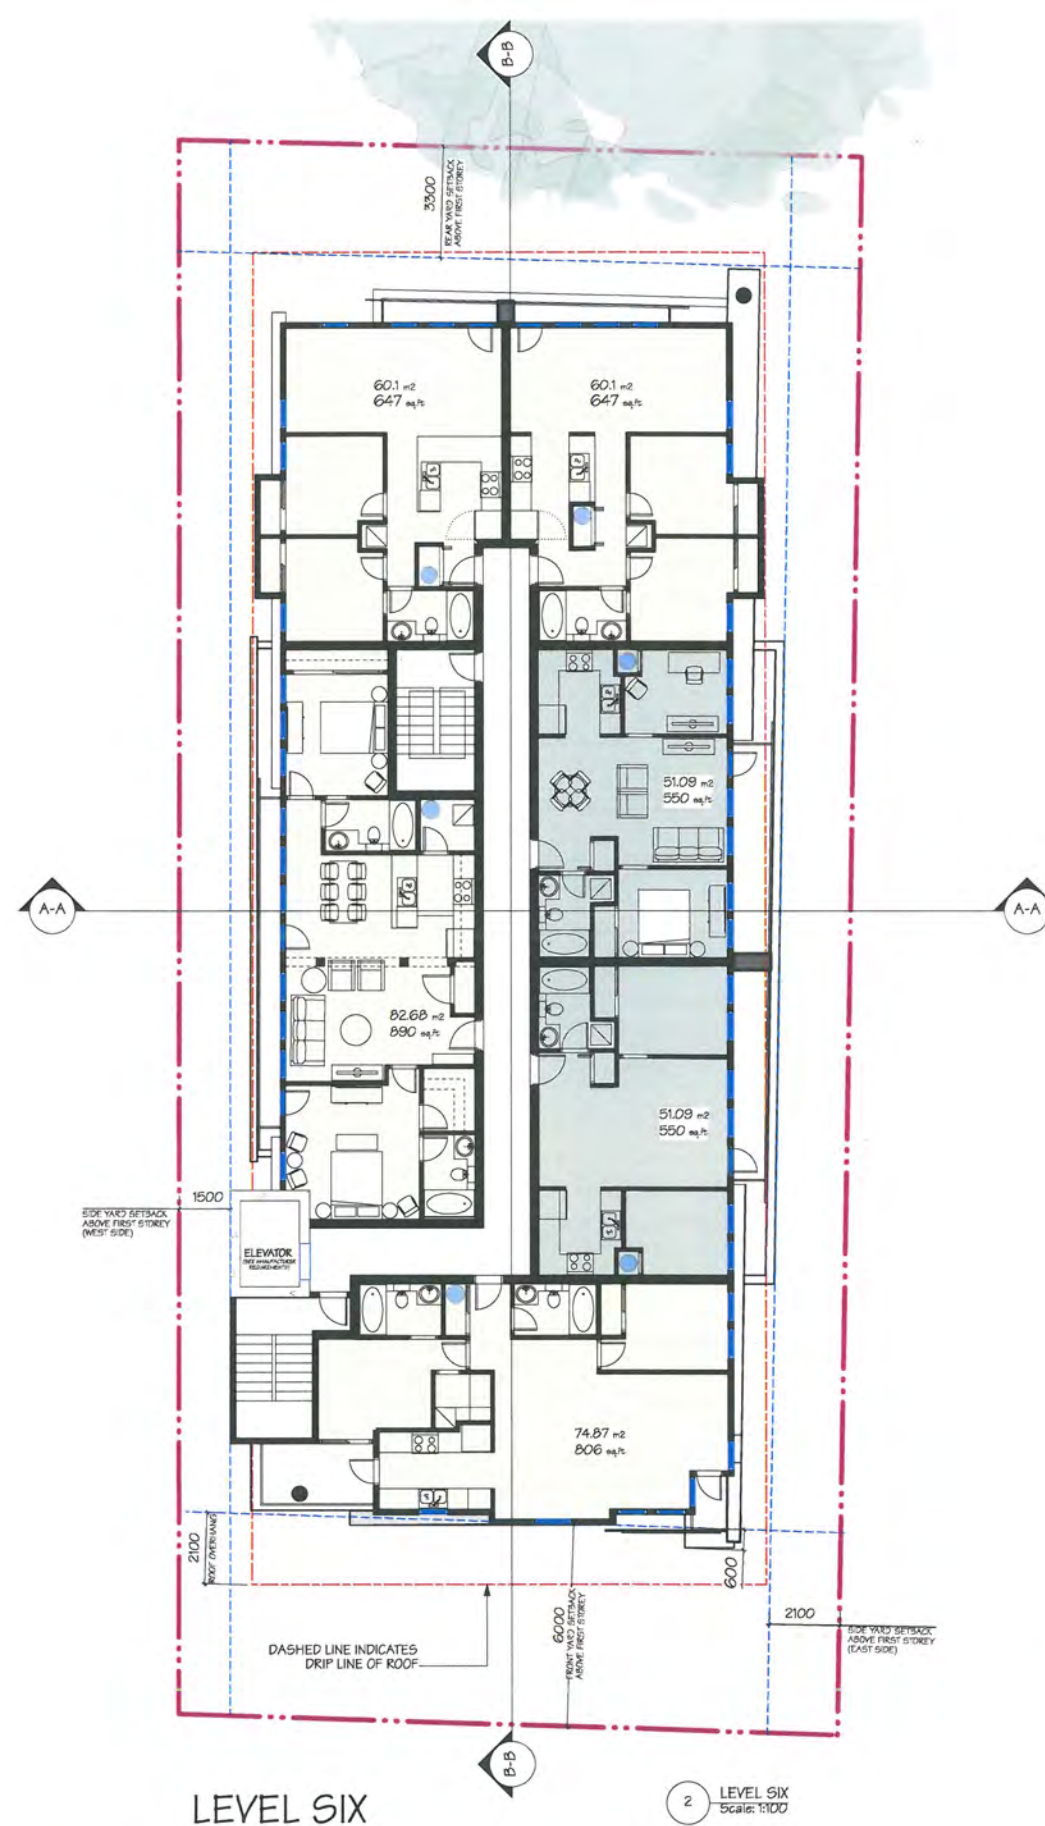 B-B
3300
REAR YARD SETBACK
ABOVE FIRST STOREY
60.1 m2
647 sq.ft.
60.1 m2
647 sq.ft.
51.09 m2
550 sq.ft.
A-A
A-A
82.68 m2
890 sq.ft.
51.09 m2
550 sq.ft.
1500
SIDE YARD SETBACK
ABOVE FIRST STOREY
(WEST SIDE)
ELEVATOR
74.87 m2
806 sq.ft.
2100
ROOF OVERHANG
600
6000
FRONT YARD SETBACK
ABOVE FIRST STOREY
2100
SIDE YARD SETBACK
ABOVE FIRST STOREY
(EAST SIDE)
DASHED LINE INDICATES
DRIP LINE OF ROOF
B-B
LEVEL SIX
2
LEVEL SIX
Scale: 1:100